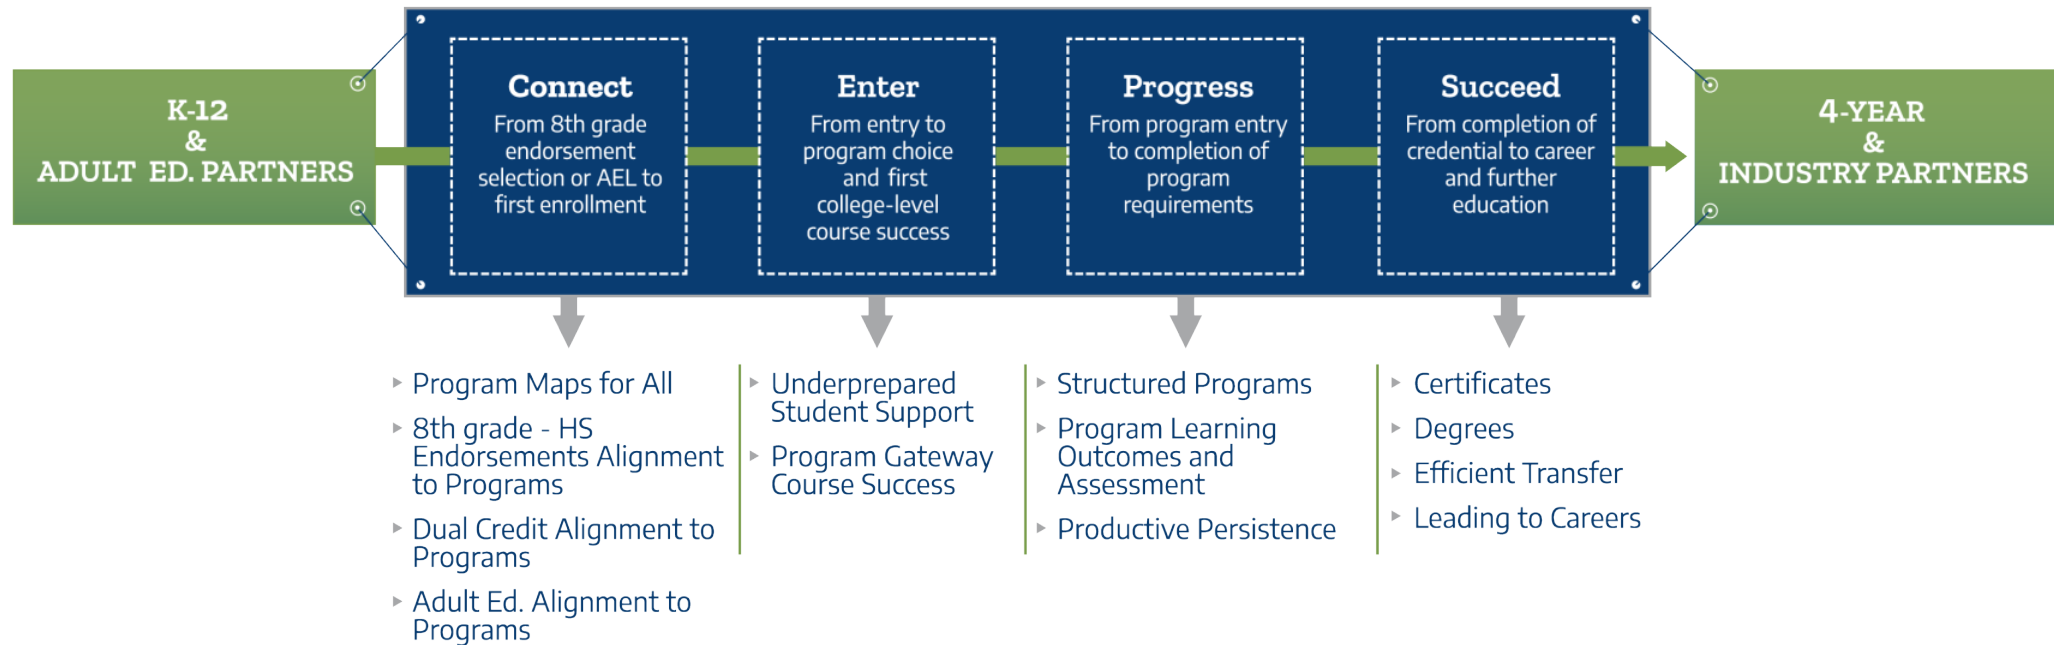 K-12
&
ADULT ED. PARTNERS
Connect
From 8th grade
endorsement
selection or AEL to
first enrollment
Enter
From entry to
program choice
and first
college-level
course success
Progress
From program entry
to completion of
program
requirements
Succeed
From completion of
credential to career
and further
education
4-YEAR
&
INDUSTRY PARTNERS
Program Maps for All
8th grade - HS
Endorsements Alignment
to Programs
Dual Credit Alignment to
Programs
Adult Ed. Alignment to
Programs
Underprepared
Student Support
Program Gateway
Course Success
Structured Programs
Program Learning
Outcomes and
Assessment
Productive Persistence
Certificates
Degrees
Efficient Transfer
Leading to Careers